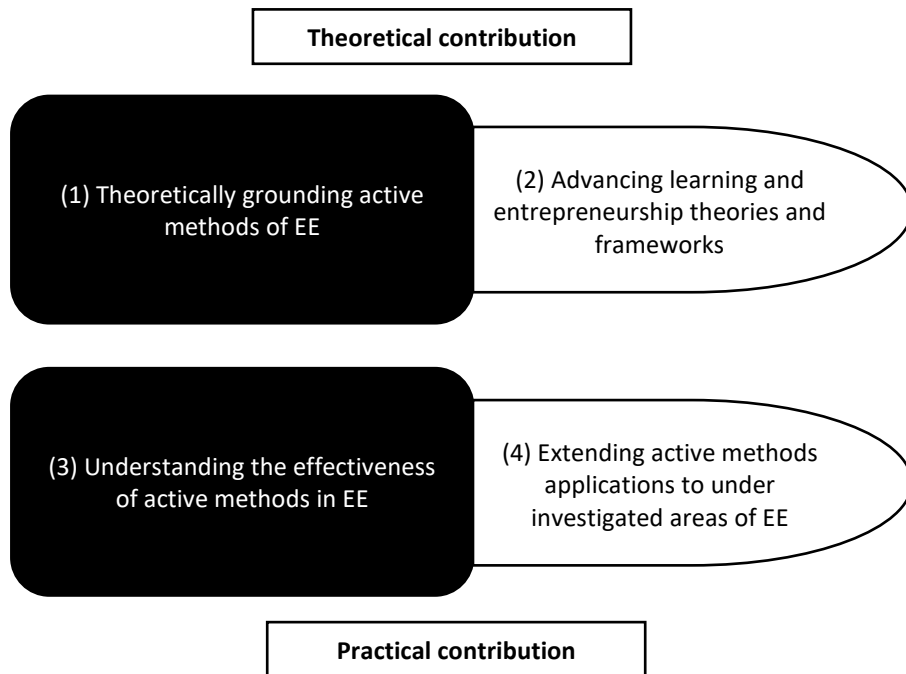 Theoretical contribution
(1) Theoretically grounding active
methods of EE
(2) Advancing learning and
entrepreneurship theories and
frameworks
(3) Understanding the effectiveness
of active methods in EE
(4) Extending active methods
applications to under
investigated areas of EE
Practical contribution